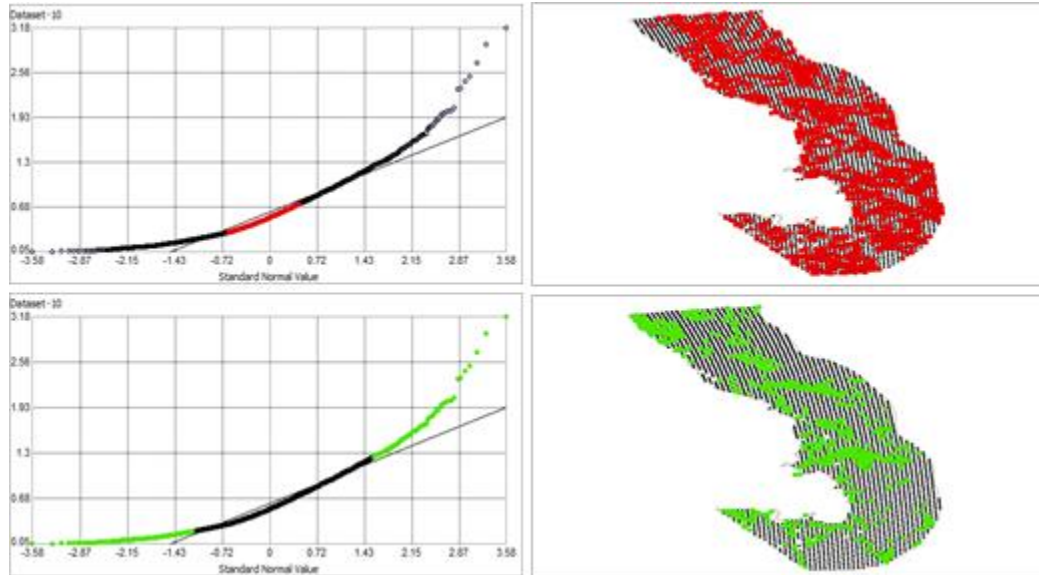 Dataset · 10
3.18
2.56
1.93
1.3
0.68
0.05
-3.58 -2.87 -2.15 -1.43 -0.72 0 0.72 1.43 2.15 2.87 3.58
Standard Normal Value
Dataset · 10
3.18
2.56
1.93
1.3
0.68
0.05
-3.58 -2.87 -2.15 -1.43 -0.72 0 0.72 1.43 2.15 2.87 3.58
Standard Normal Value